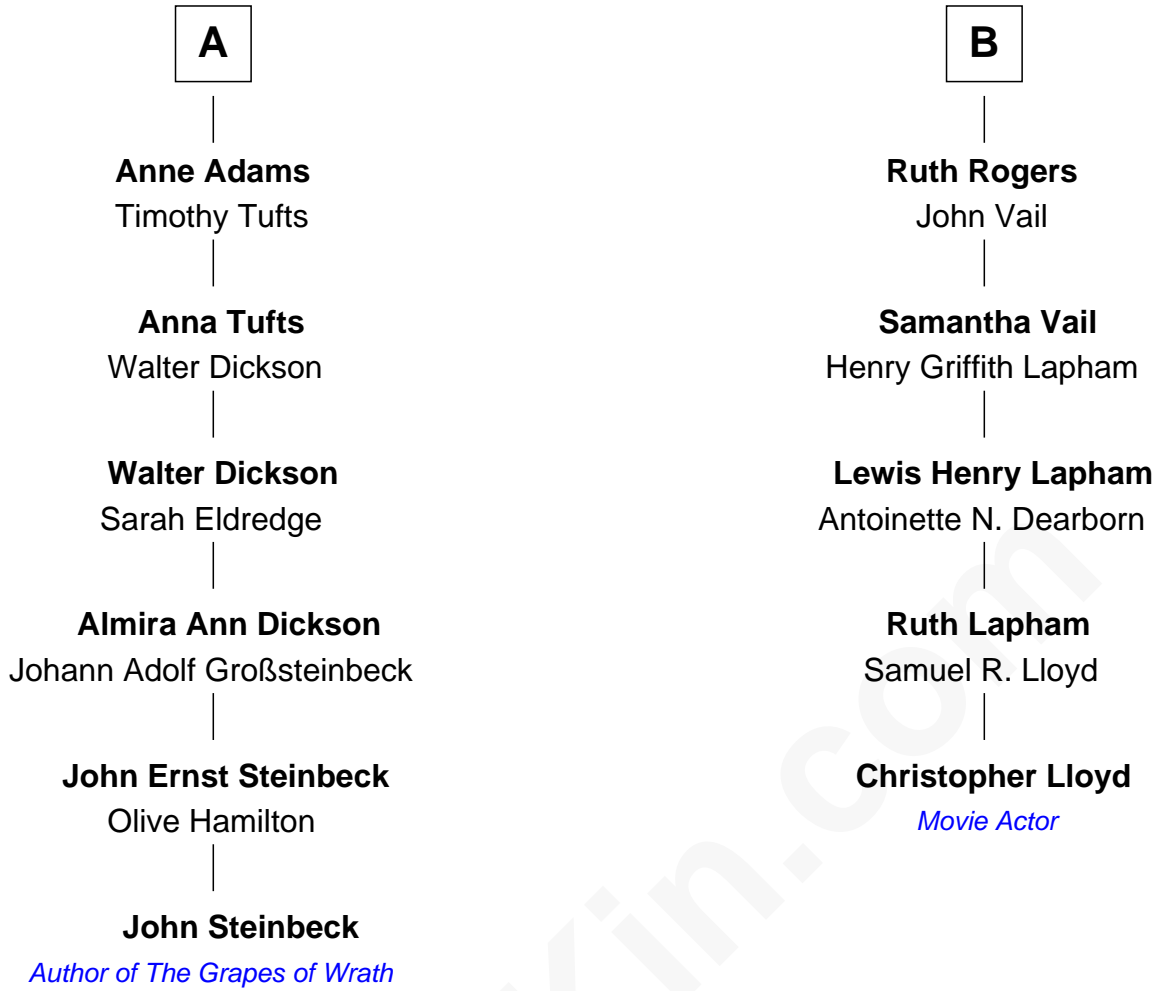 A
Anne Adams
Timothy Tufts
Anna Tufts
Walter Dickson
Walter Dickson
Sarah Eldredge
Almira Ann Dickson
Johann Adolf Großsteinbeck
John Ernst Steinbeck
Olive Hamilton
John Steinbeck
Author of The Grapes of Wrath
B
Ruth Rogers
John Vail
Samantha Vail
Henry Griffith Lapham
Lewis Henry Lapham
Antoinette N. Dearborn
Ruth Lapham
Samuel R. Lloyd
Christopher Lloyd
Movie Actor
Kin.com